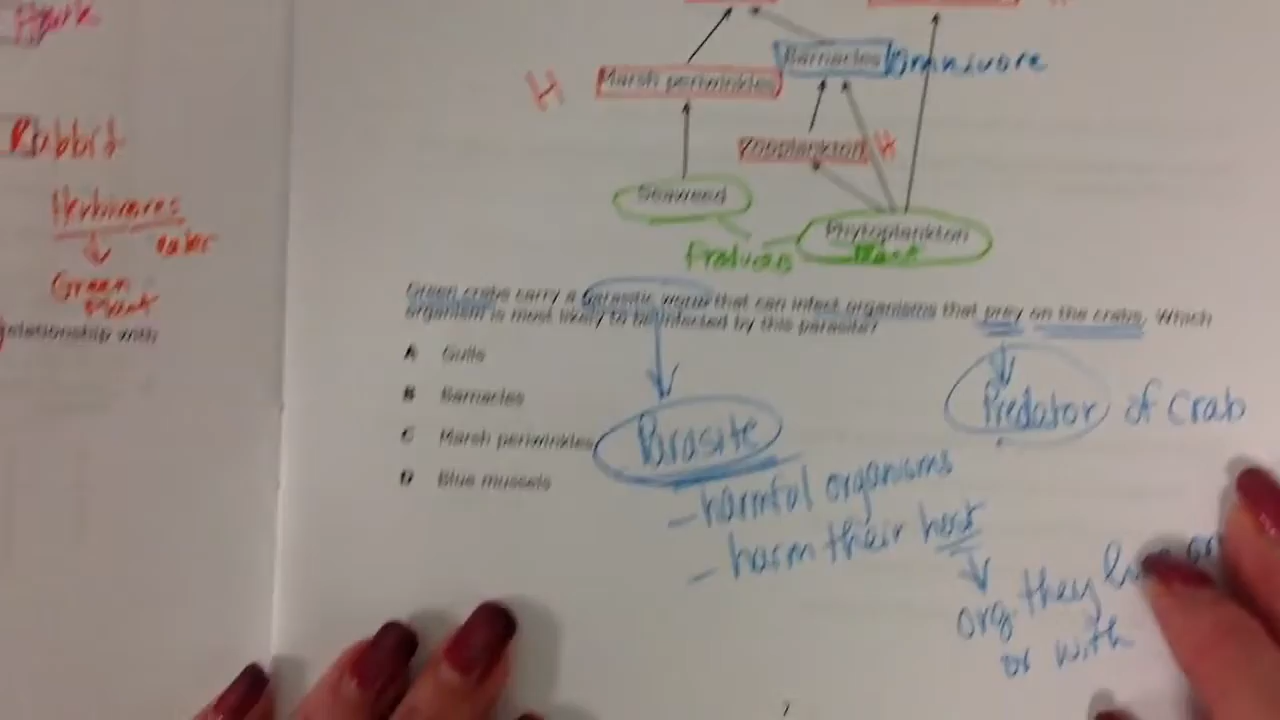 Marsh periwinkles
Barnacles
Omnivore
H
Zooplankton
H
Seaweed
Phytoplankton
Rabbit
Herbivores
eater
Green
Plant
relationship with
Green crabs carry a parasitic worm that can infect organisms that prey on the crabs. Which
organism is most likely to be infected by this parasite?
A Gulls
B Barnacles
C Marsh periwinkles
D Blue mussels
Parasite
- harmful organisms
- harm their host
org. they live on
or with
Predator of crab
7